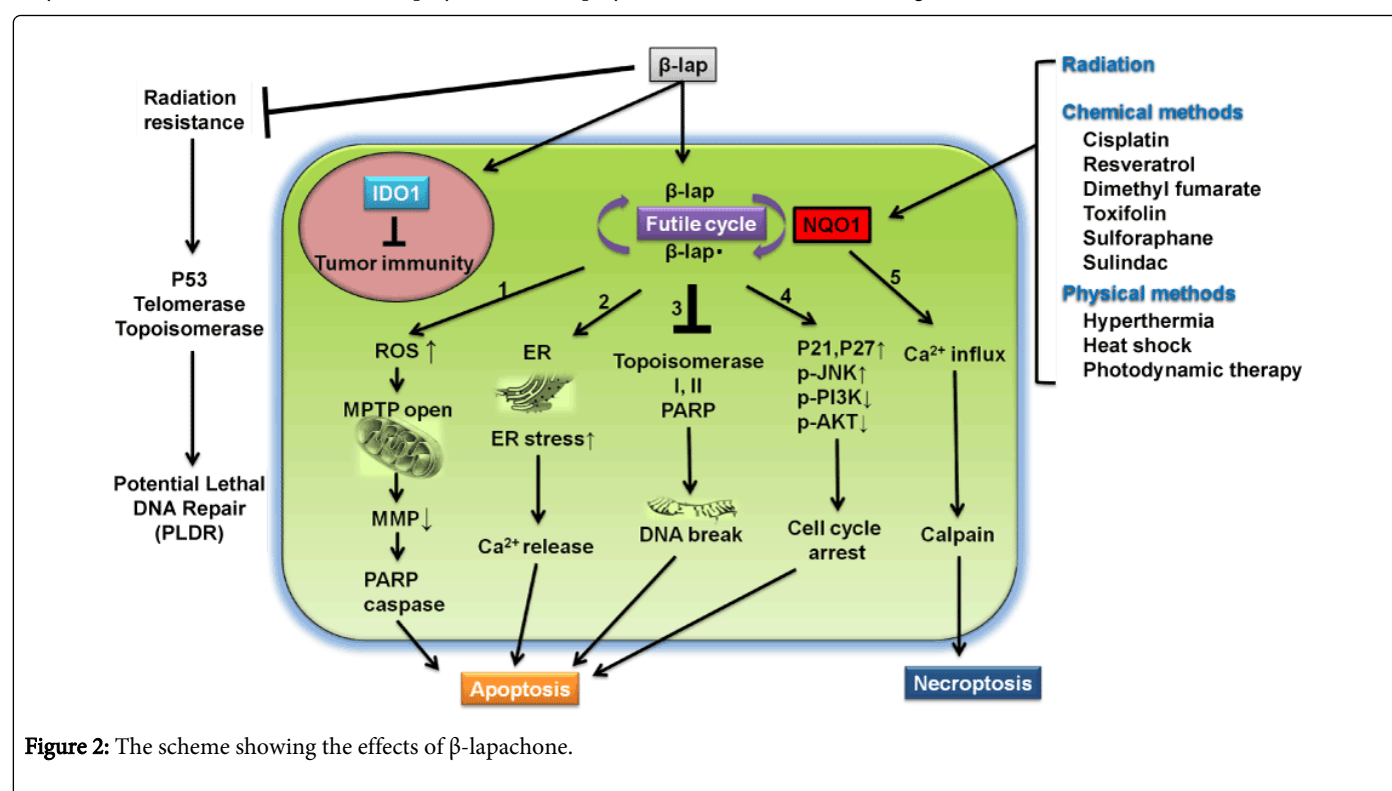 β-lap
Radiation
resistance
P53
Telomerase
Topoisomerase
Potential Lethal
DNA Repair
(PLDR)
IDO1
Tumor immunity
β-lap
Futile cycle
β-lap·
NQO1
1
2
3
4
5
ROS ↑
MPTP open
MMP↓
PARP
caspase
ER
ER stress↑
Ca²⁺ release
Topoisomerase
I, II
PARP
DNA break
P21,P27↑
p-JNK↑
p-PI3K↓
p-AKT↓
Cell cycle
arrest
Ca²⁺ influx
Calpain
Apoptosis
Necroptosis
Radiation
Chemical methods
Cisplatin
Resveratrol
Dimethyl fumarate
Toxifolin
Sulforaphane
Sulindac
Physical methods
Hyperthermia
Heat shock
Photodynamic therapy
Figure 2: The scheme showing the effects of β-lapachone.